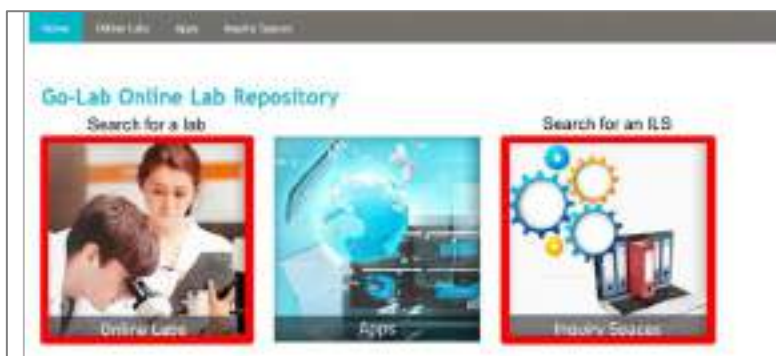 Home Online Labs Apps Inquiry Spaces
Go-Lab Online Lab Repository
Search for a lab Search for an ILS
Online Labs Apps Inquiry Spaces